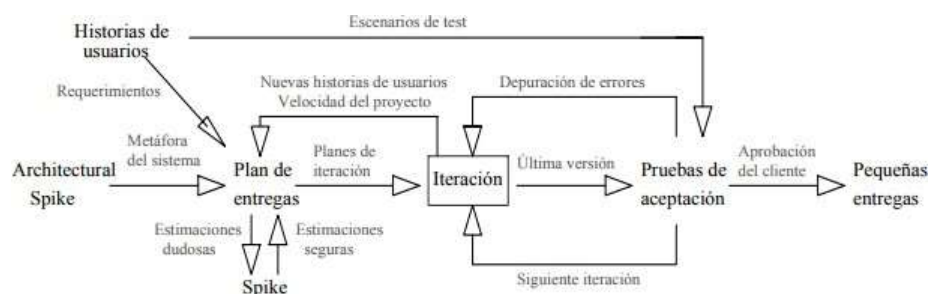 Escenarios de test
Historias de
usuarios
Requerimientos
Nuevas historias de usuarios
Velocidad del proyecto
Depuración de errores
Metáfora
del sistema
Architectural
Spike
Plan de
entregas
Planes de
iteración
Iteración
Última versión
Pruebas de
aceptación
Aprobación
del cliente
Pequeñas
entregas
Estimaciones
dudosas
Estimaciones
seguras
Spike
Siguiente iteración